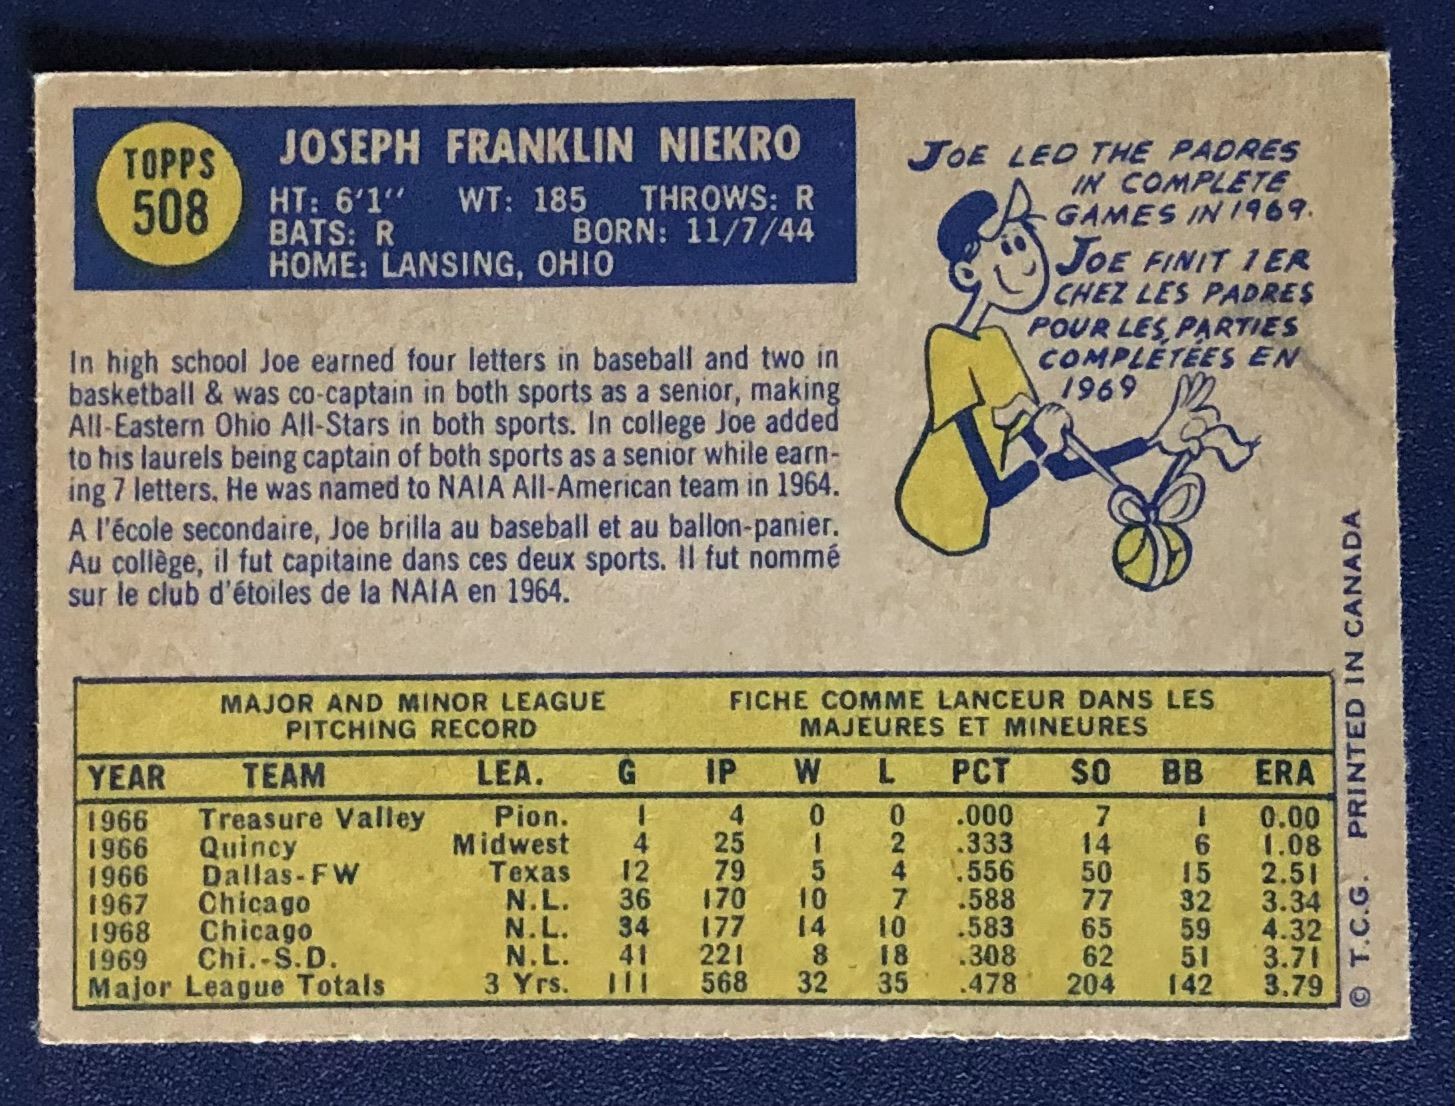 TOPPS
508
JOSEPH FRANKLIN NIEKRO
HT: 6'1'' WT: 185 THROWS: R
BATS: R BORN: 11/7/44
HOME: LANSING, OHIO
JOE LED THE PADRES
IN COMPLETE
GAMES IN 1969.
JOE FINIT 1ER
CHEZ LES PADRES
POUR LES PARTIES
COMPLÉTÉES EN
1969
In high school Joe earned four letters in baseball and two in
basketball & was co-captain in both sports as a senior, making
All-Eastern Ohio All-Stars in both sports. In college Joe added
to his laurels being captain of both sports as a senior while earn-
ing 7 letters. He was named to NAIA All-American team in 1964.
A l'école secondaire, Joe brilla au baseball et au ballon-panier.
Au collège, il fut capitaine dans ces deux sports. Il fut nommé
sur le club d'étoiles de la NAIA en 1964.
MAJOR AND MINOR LEAGUE
PITCHING RECORD
FICHE COMME LANCEUR DANS LES
MAJEURES ET MINEURES
YEAR TEAM LEA. G IP W L PCT SO BB ERA
1966 Treasure Valley Pion. 1 4 0 0 .000 7 1 0.00
1966 Quincy Midwest 4 25 1 2 .333 14 6 1.08
1966 Dallas-FW Texas 12 79 5 4 .556 50 15 2.51
1967 Chicago N.L. 36 170 10 7 .588 77 32 3.34
1968 Chicago N.L. 34 177 14 10 .583 65 59 4.32
1969 Chi.-S.D. N.L. 41 221 8 18 .308 62 51 3.71
Major League Totals 3 Yrs. 111 568 32 35 .478 204 142 3.79
© T.C.G. PRINTED IN CANADA